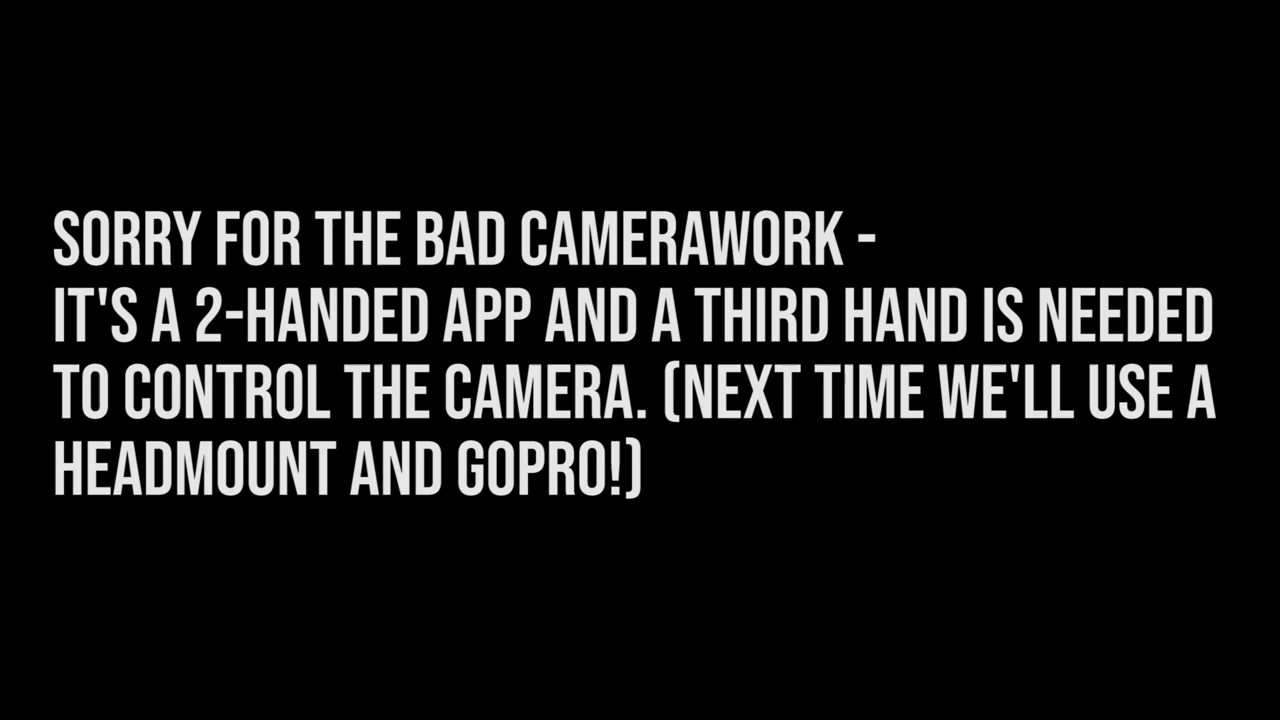 SORRY FOR THE BAD CAMERAWORK -
IT'S A 2-HANDED APP AND A THIRD HAND IS NEEDED
TO CONTROL THE CAMERA. (NEXT TIME WE'LL USE A
HEADMOUNT AND GOPRO!)